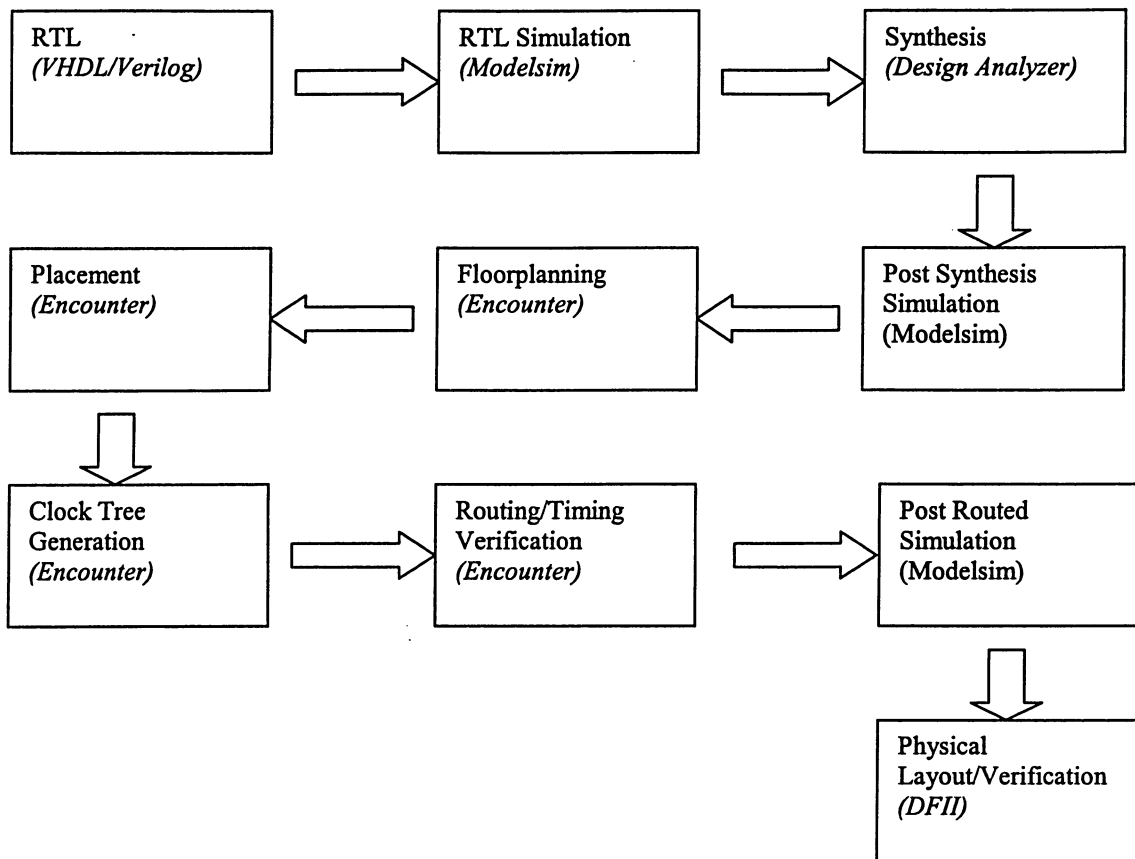 RTL
(VHDL/Verilog)
RTL Simulation
(Modelsim)
Synthesis
(Design Analyzer)
Post Synthesis
Simulation
(Modelsim)
Floorplanning
(Encounter)
Placement
(Encounter)
Clock Tree
Generation
(Encounter)
Routing/Timing
Verification
(Encounter)
Post Routed
Simulation
(Modelsim)
Physical
Layout/Verification
(DFII)